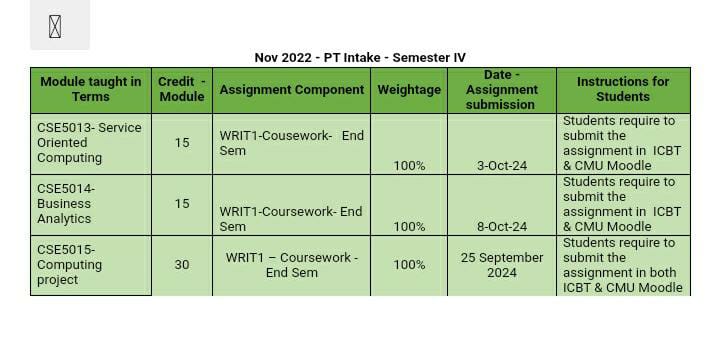 Nov 2022 - PT Intake - Semester IV
Module taught in Terms
Credit - Module
Assignment Component
Weightage
Date - Assignment submission
Instructions for Students
CSE5013- Service Oriented Computing
15
WRIT1-Cousework- End Sem
100%
3-Oct-24
Students require to submit the assignment in ICBT & CMU Moodle
CSE5014- Business Analytics
15
WRIT1-Coursework- End Sem
100%
8-Oct-24
Students require to submit the assignment in ICBT & CMU Moodle
CSE5015- Computing project
30
WRIT1 – Coursework - End Sem
100%
25 September 2024
Students require to submit the assignment in both ICBT & CMU Moodle